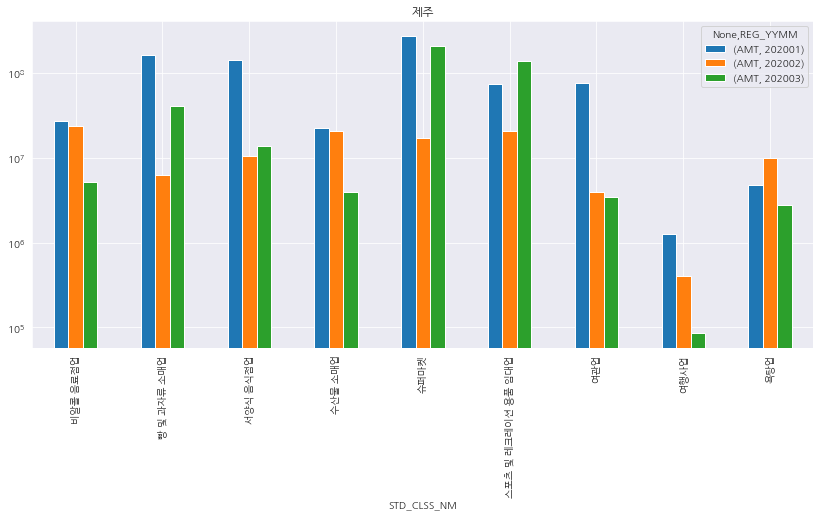 제주
None,REG_YYMM
(AMT, 202001)
(AMT, 202002)
(AMT, 202003)
10⁸
10⁷
10⁶
10⁵
비알콜 음료점업
빵 및 과자류 소매업
서양식 음식점업
수산물 소매업
슈퍼마켓
스포츠 및 레크레이션 용품 임대업
여관업
여행사업
욕탕업
STD_CLSS_NM